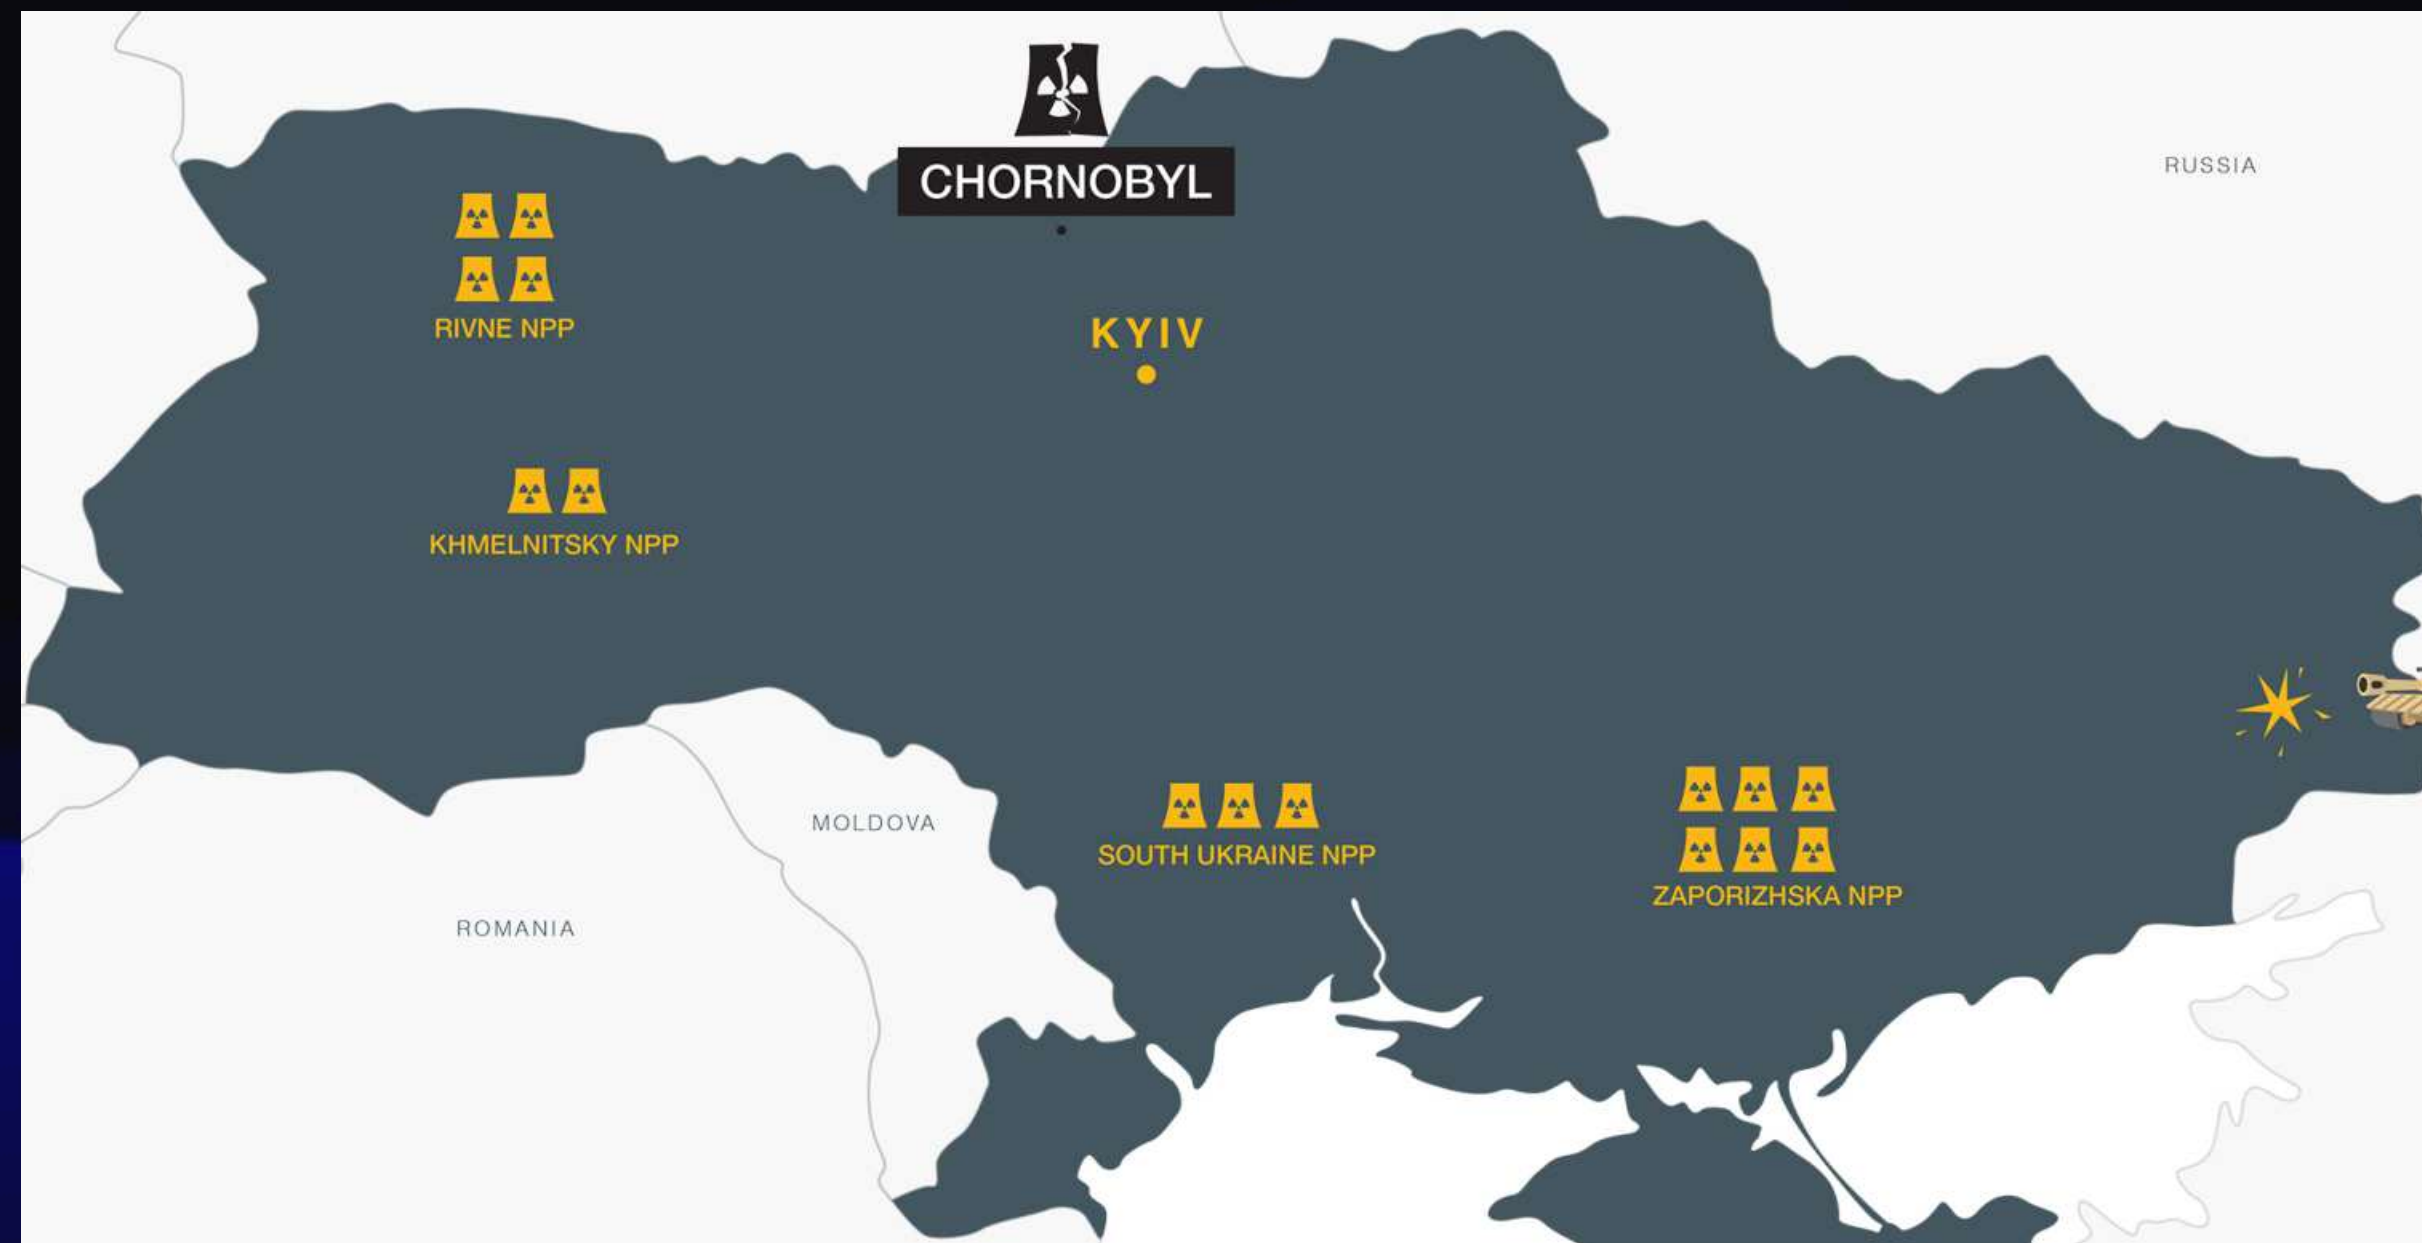 CHORNOBYL
RUSSIA
RIVNE NPP
KYIV
KHMELNITSKY NPP
MOLDOVA
SOUTH UKRAINE NPP
ZAPORIZHSKA NPP
ROMANIA